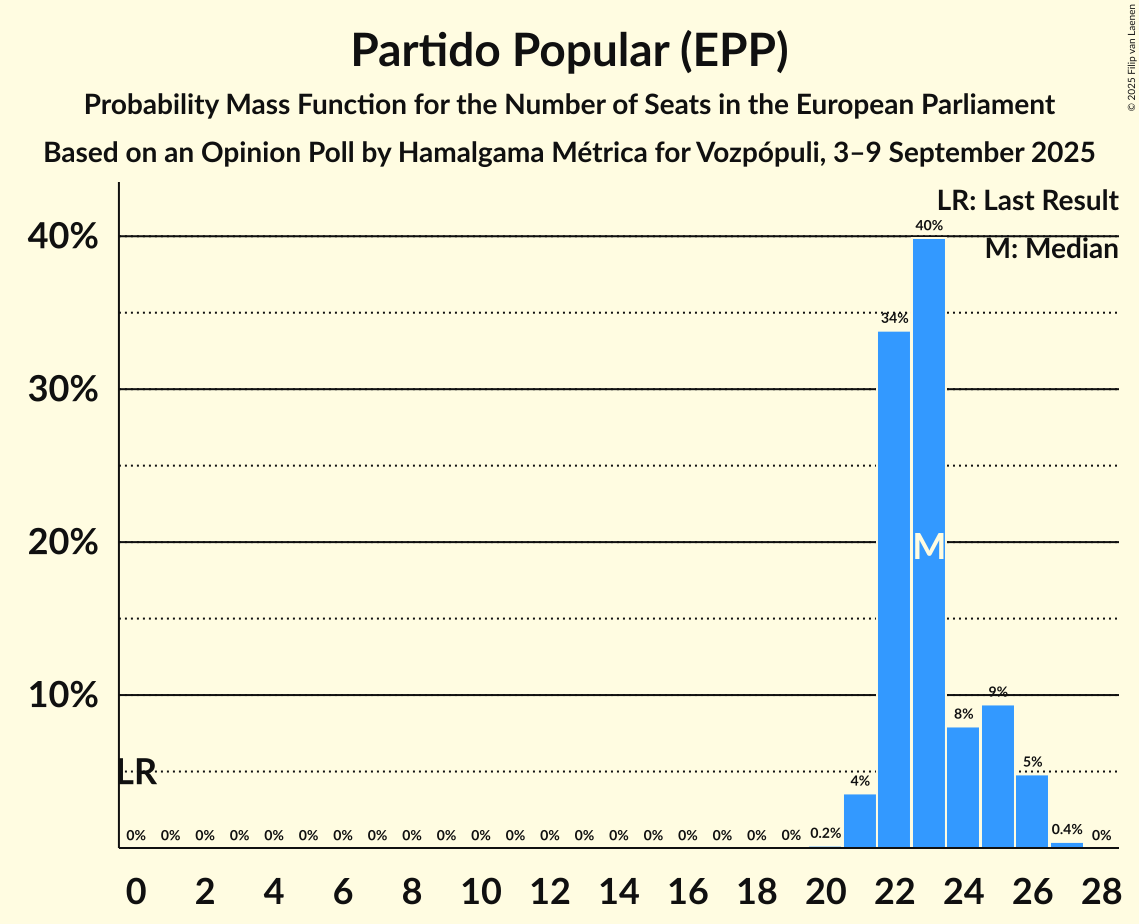 Partido Popular (EPP)
Probability Mass Function for the Number of Seats in the European Parliament
Based on an Opinion Poll by Hamalgama Métrica for Vozpópuli, 3–9 September 2025
© 2025 Filip van Laenen
LR: Last Result
M: Median
40%
30%
20%
10%
LR
M
0% 0% 0% 0% 0% 0% 0% 0% 0% 0% 0% 0% 0% 0% 0% 0% 0% 0% 0% 0% 0.2% 4% 34% 40% 8% 9% 5% 0.4% 0%
0 2 4 6 8 10 12 14 16 18 20 22 24 26 28